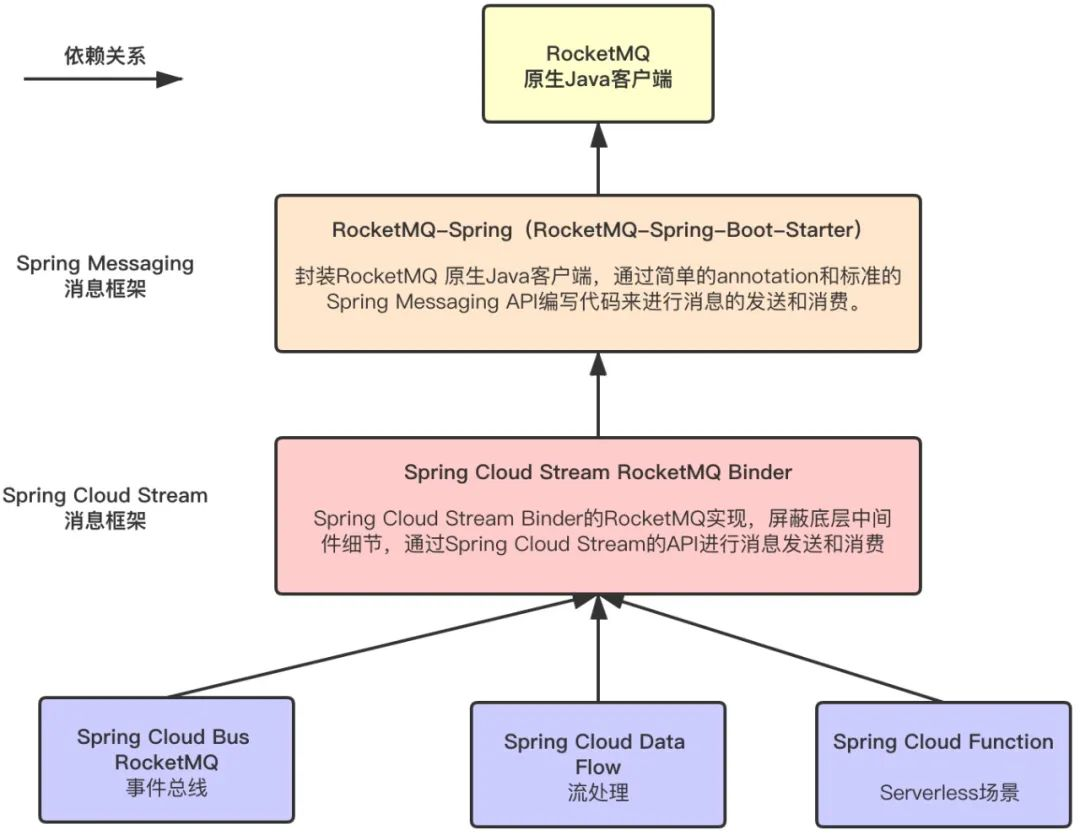 依赖关系
RocketMQ
原生Java客户端
Spring Messaging
消息框架
RocketMQ-Spring（RocketMQ-Spring-Boot-Starter）
封装RocketMQ 原生Java客户端，通过简单的annotation和标准的
Spring Messaging API编写代码来进行消息的发送和消费。
Spring Cloud Stream
消息框架
Spring Cloud Stream RocketMQ Binder
Spring Cloud Stream Binder的RocketMQ实现，屏蔽底层中间
件细节，通过Spring Cloud Stream的API进行消息发送和消费
Spring Cloud Bus
RocketMQ
事件总线
Spring Cloud Data
Flow
流处理
Spring Cloud Function
Serverless场景